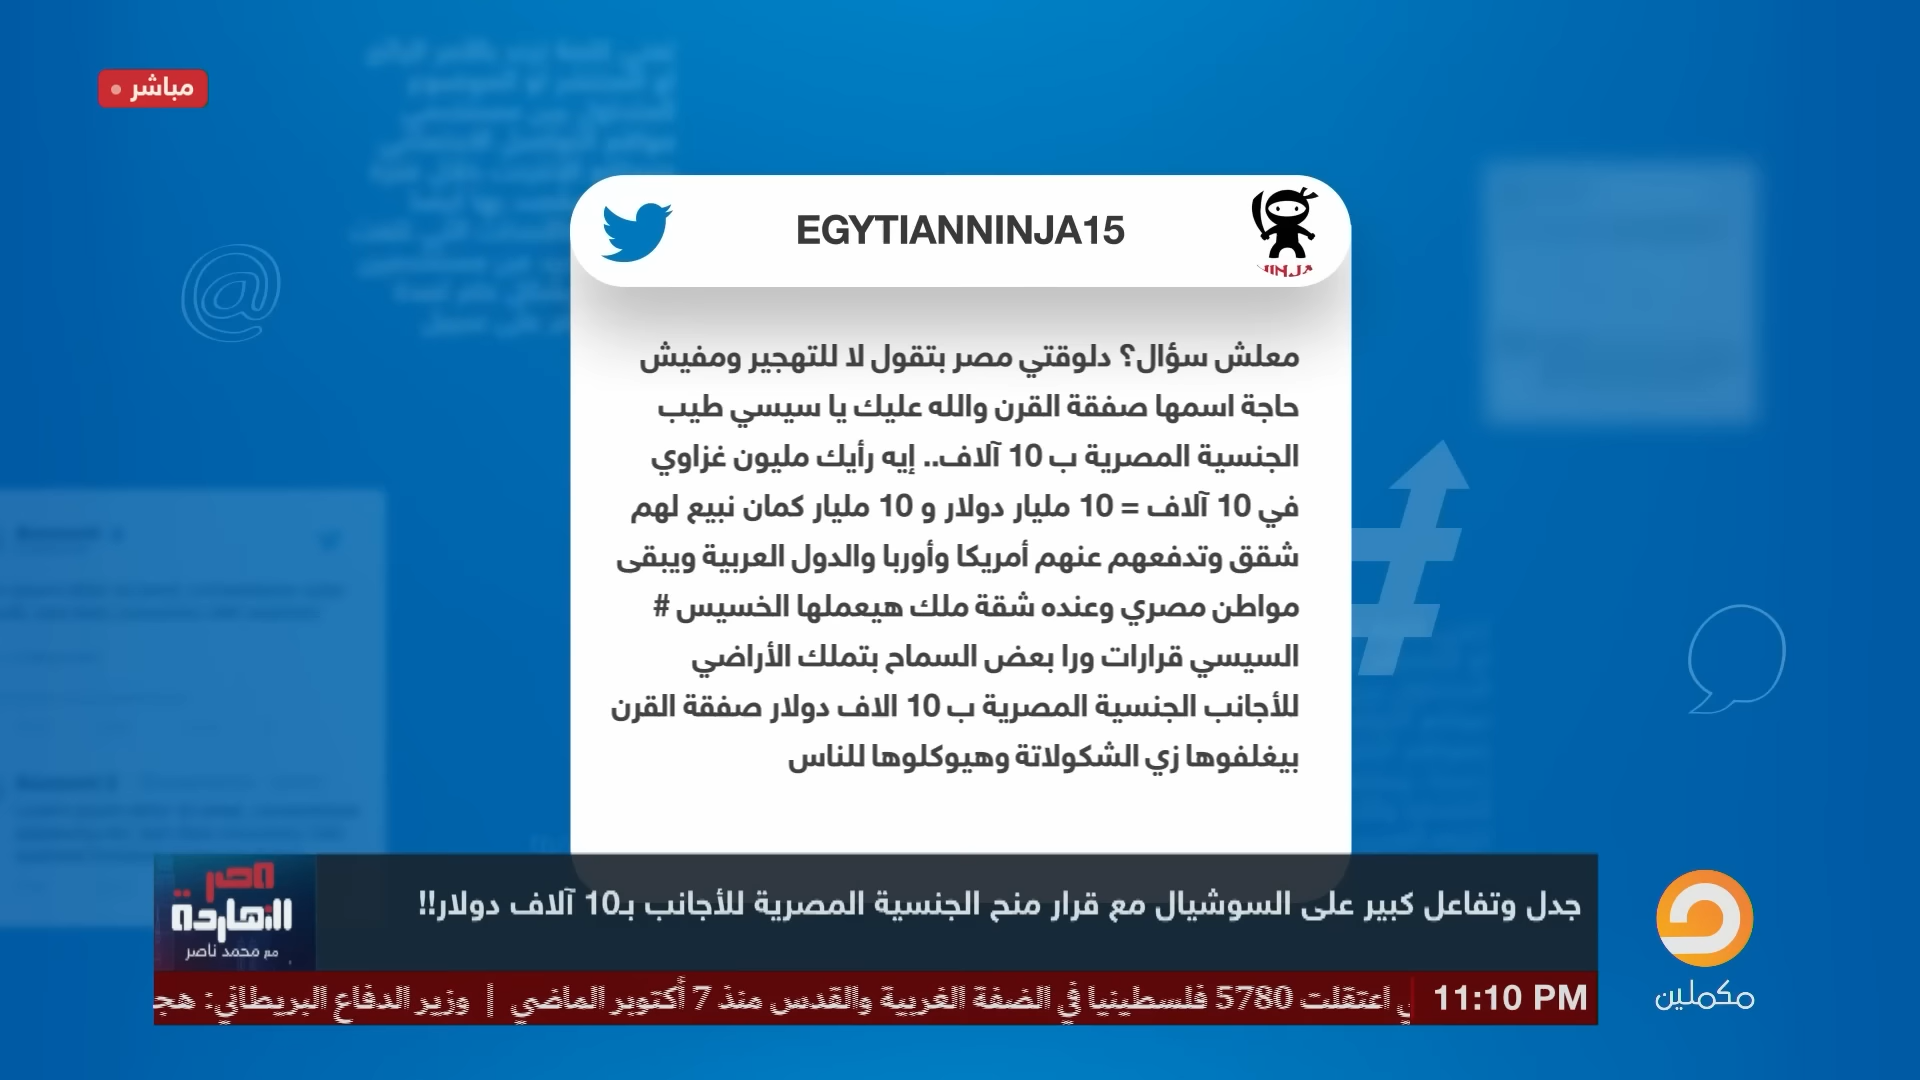 مباشر
EGYTIANNINJA15
NINJA
معلش سؤال؟ دلوقتي مصر بتقول لا للتهجير ومفيش
حاجة اسمها صفقة القرن والله عليك يا سيسي طيب
الجنسية المصرية ب 10 آلاف.. إيه رأيك مليون غزاوي
في 10 آلاف = 10 مليار دولار و 10 مليار كمان نبيع لهم
شقق وتدفعهم عنهم أمريكا وأوربا والدول العربية ويبقى
مواطن مصري وعنده شقة ملك هيعملها الخسيس #
السيسي قرارات ورا بعض السماح بتملك الأراضي
للأجانب الجنسية المصرية ب 10 الاف دولار صفقة القرن
بيغلفوها زي الشكولاتة وهيوكلوها للناس
جدل وتفاعل كبير على السوشيال مع قرار منح الجنسية المصرية للأجانب بـ10 آلاف دولار!!
مصر
النهاردة
مع محمد ناصر
اعتقلت 5780 فلسطينيا في الضفة الغربية والقدس منذ 7 أكتوبر الماضي | وزير الدفاع البريطاني:
11:10 PM
مكملين